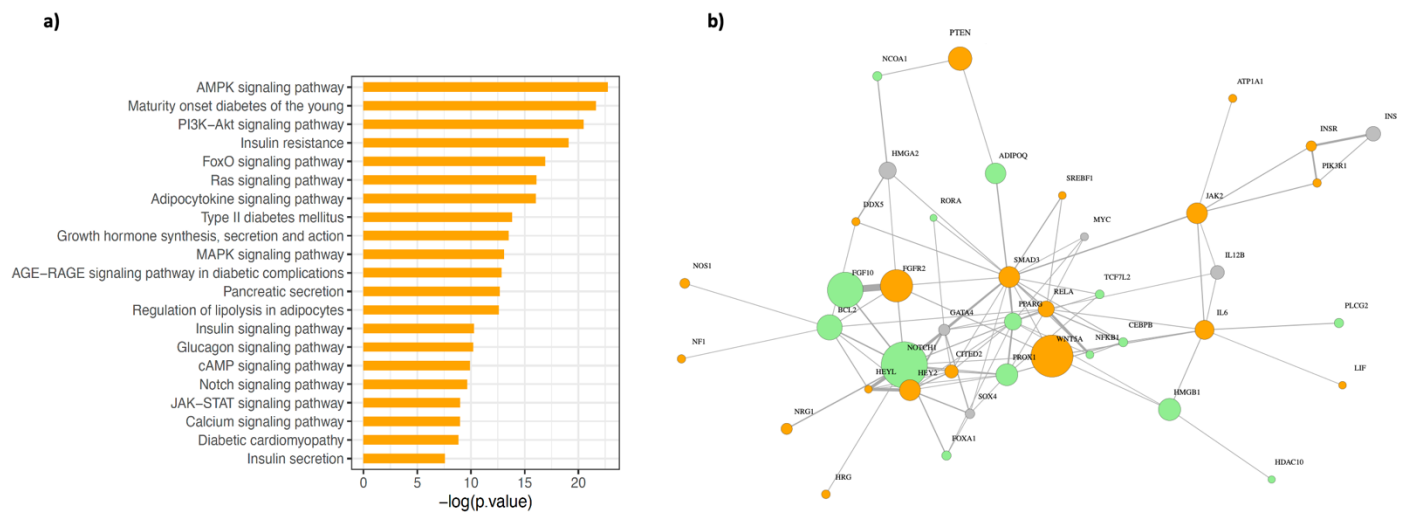 a)
AMPK signaling pathway
Maturity onset diabetes of the young
PI3K−Akt signaling pathway
Insulin resistance
FoxO signaling pathway
Ras signaling pathway
Adipocytokine signaling pathway
Type II diabetes mellitus
Growth hormone synthesis, secretion and action
MAPK signaling pathway
AGE−RAGE signaling pathway in diabetic complications
Pancreatic secretion
Regulation of lipolysis in adipocytes
Insulin signaling pathway
Glucagon signaling pathway
cAMP signaling pathway
Notch signaling pathway
JAK−STAT signaling pathway
Calcium signaling pathway
Diabetic cardiomyopathy
Insulin secretion
0 5 10 15 20
−log(p.value)
b)
PTEN
NCOA1
ATP1A1
INS
INSR
HMGA2
ADIPOQ
PIK3R1
SREBF1
JAK2
DDX5
RORA
MYC
SMAD3
IL12B
NOS1
FGF10
FGFR2
TCF7L2
RELA
BCL2
GATA4
PPARG
IL6
PLCG2
CEBPB
NF1
NOTCH1
CITED2
PROX1
WNT5A
NFKB1
HEYL
HEY2
LIF
SOX4
HMGB1
NRG1
FOXA1
HRG
HDAC10